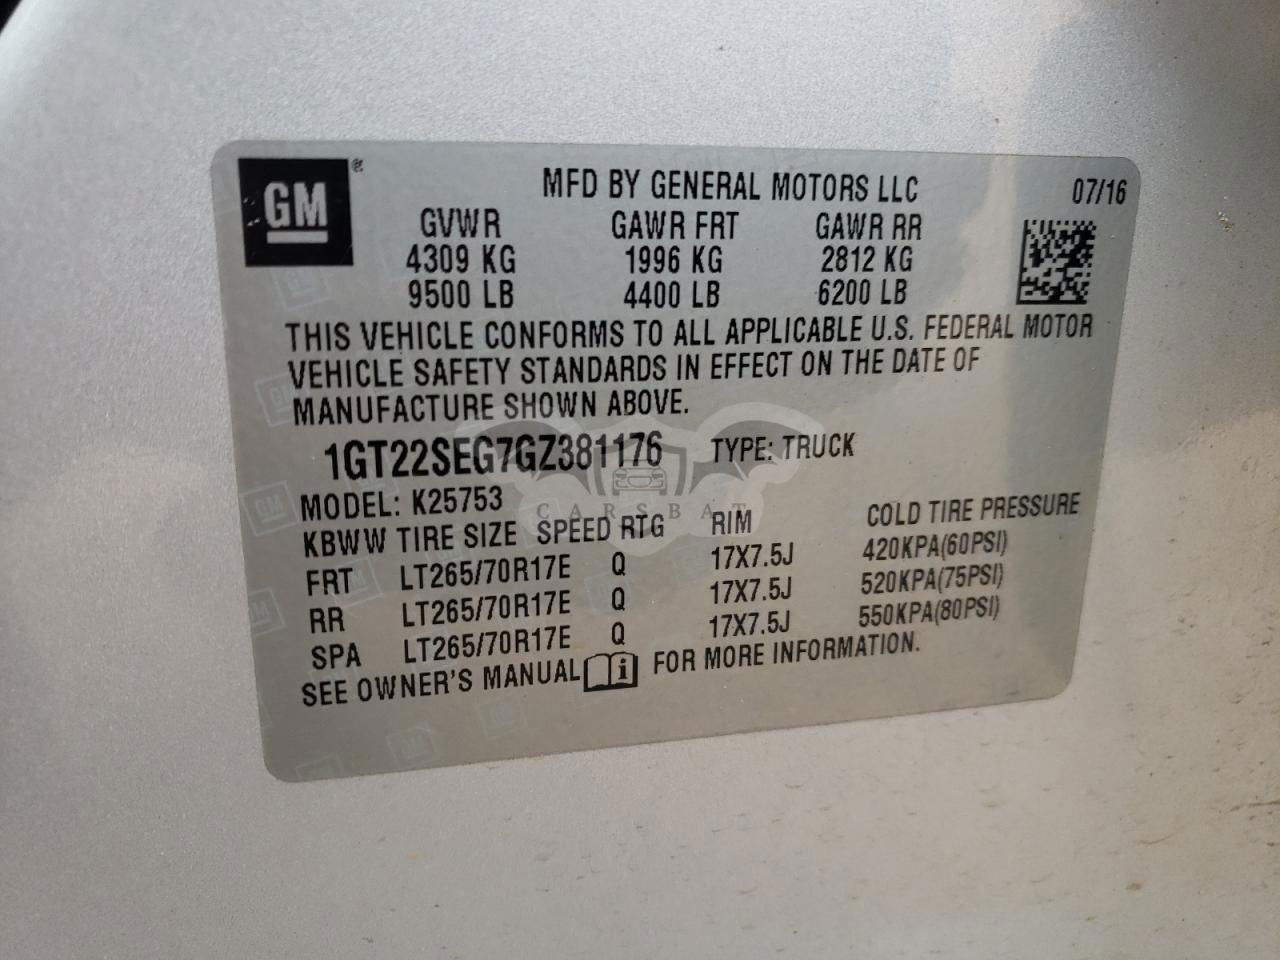 GM ® MFD BY GENERAL MOTORS LLC 07/16
GVWR GAWR FRT GAWR RR
4309 KG 1996 KG 2812 KG
9500 LB 4400 LB 6200 LB
THIS VEHICLE CONFORMS TO ALL APPLICABLE U.S. FEDERAL MOTOR
VEHICLE SAFETY STANDARDS IN EFFECT ON THE DATE OF
MANUFACTURE SHOWN ABOVE.
1GT22SEG7GZ381176 TYPE: TRUCK
MODEL: K25753
CARSBAT
KBWW TIRE SIZE SPEED RTG RIM COLD TIRE PRESSURE
FRT LT265/70R17E Q 17X7.5J 420KPA(60PSI)
RR LT265/70R17E Q 17X7.5J 520KPA(75PSI)
SPA LT265/70R17E Q 17X7.5J 550KPA(80PSI)
SEE OWNER'S MANUAL i FOR MORE INFORMATION.